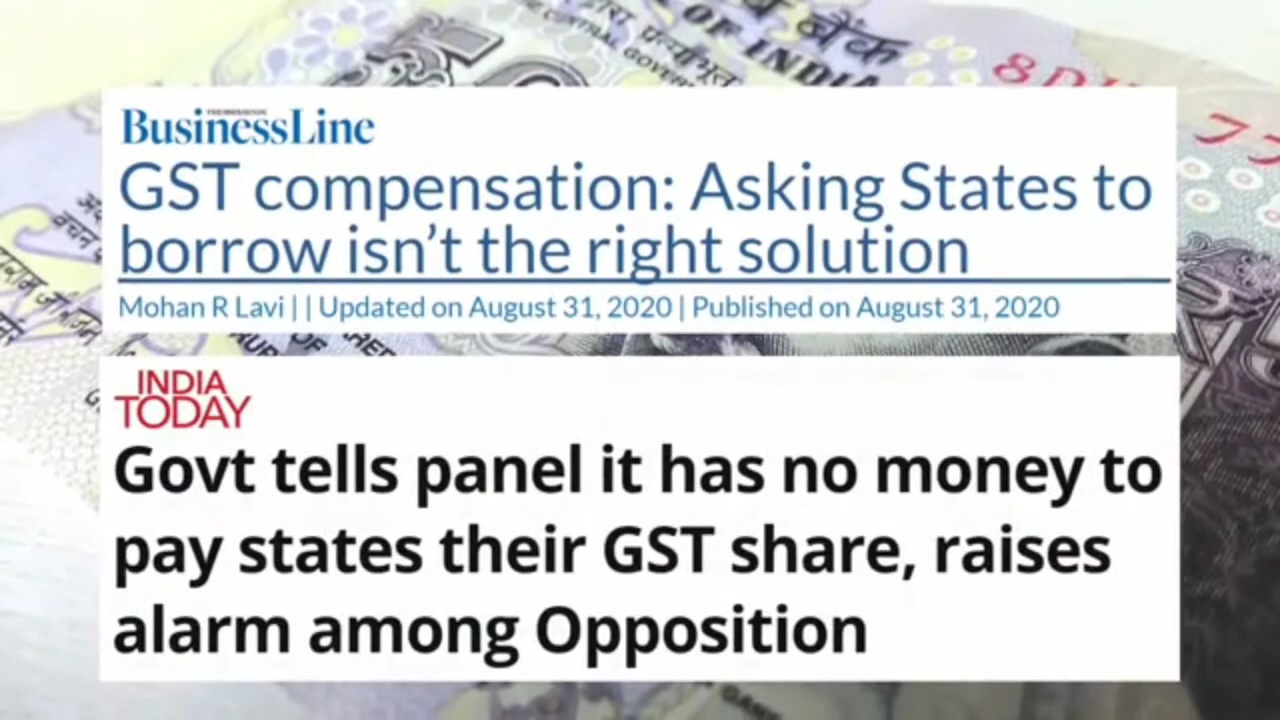 BusinessLine
GST compensation: Asking States to
borrow isn't the right solution
Mohan R Lavi | | Updated on August 31, 2020 | Published on August 31, 2020
INDIA
TODAY
Govt tells panel it has no money to
pay states their GST share, raises
alarm among Opposition
OF INDIA